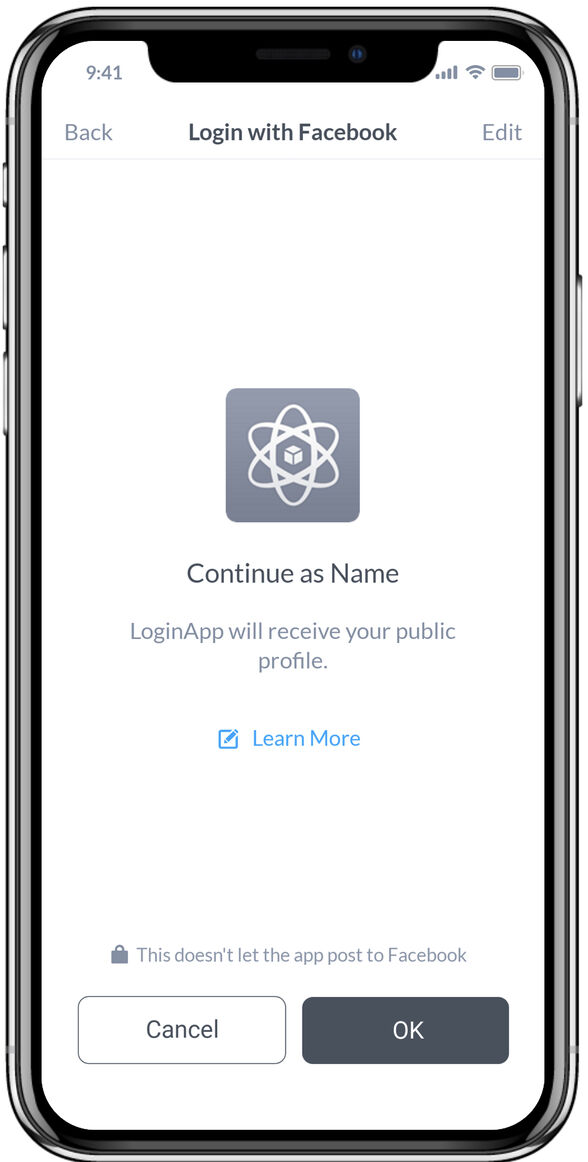 9:41
Back Login with Facebook Edit
Continue as Name
LoginApp will receive your public
profile.
Learn More
This doesn't let the app post to Facebook
Cancel OK